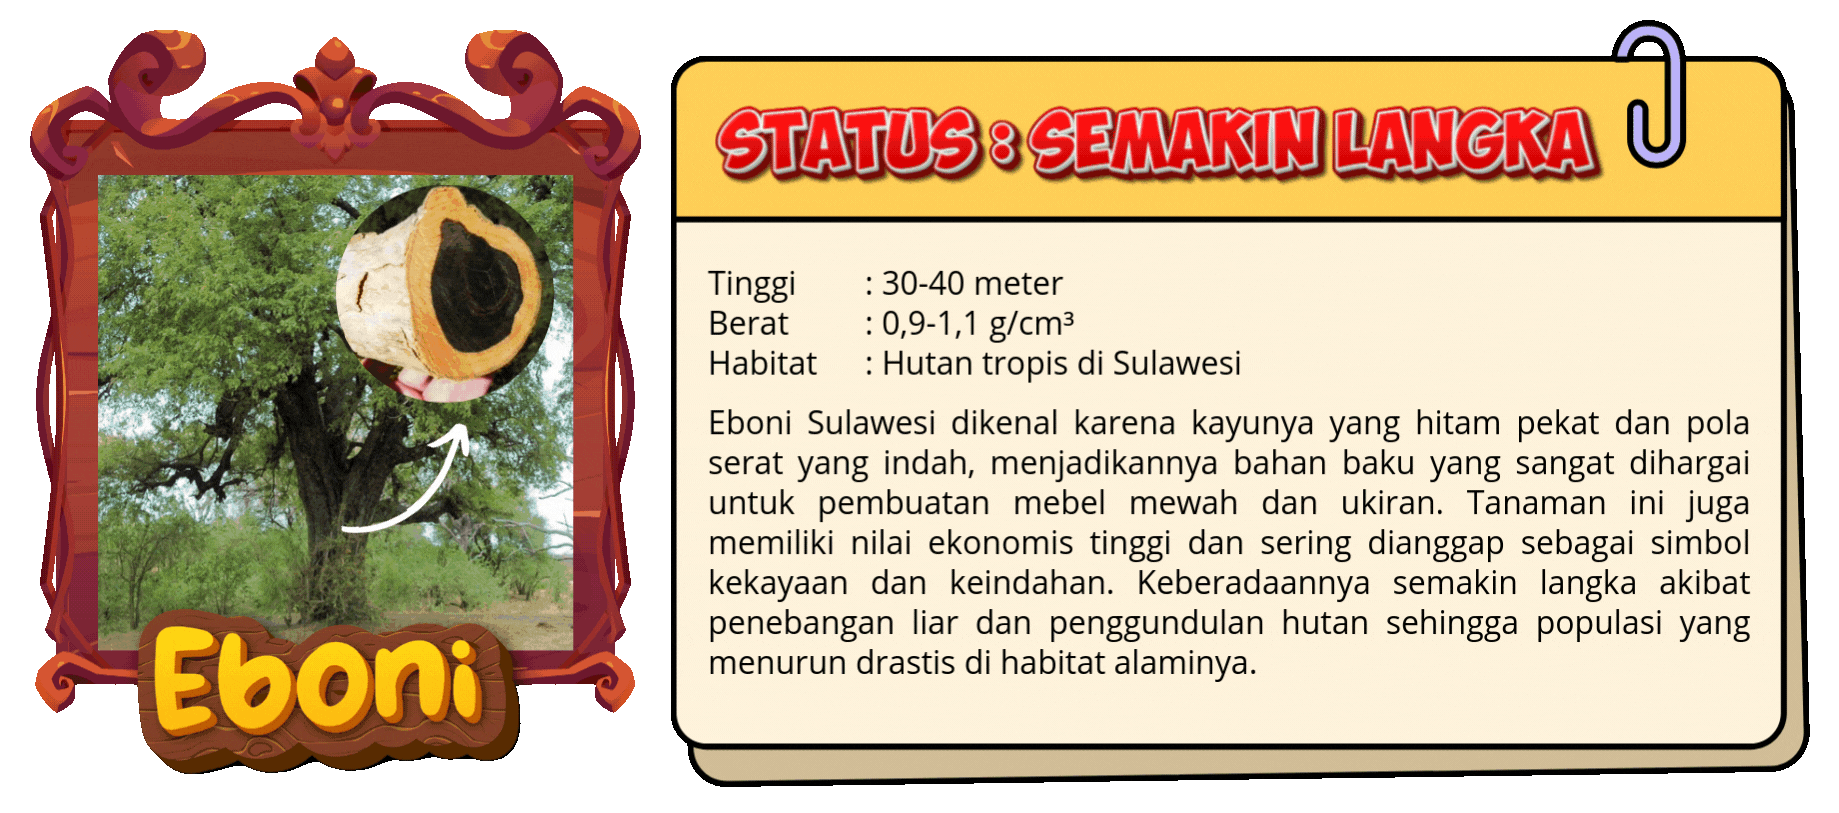 STATUS : SEMAKIN LANGKA
Tinggi : 30-40 meter
Berat : 0,9-1,1 g/cm³
Habitat : Hutan tropis di Sulawesi
Eboni Sulawesi dikenal karena kayunya yang hitam pekat dan pola
serat yang indah, menjadikannya bahan baku yang sangat dihargai
untuk pembuatan mebel mewah dan ukiran. Tanaman ini juga
memiliki nilai ekonomis tinggi dan sering dianggap sebagai simbol
kekayaan dan keindahan. Keberadaannya semakin langka akibat
penebangan liar dan penggundulan hutan sehingga populasi yang
menurun drastis di habitat alaminya.
Eboni